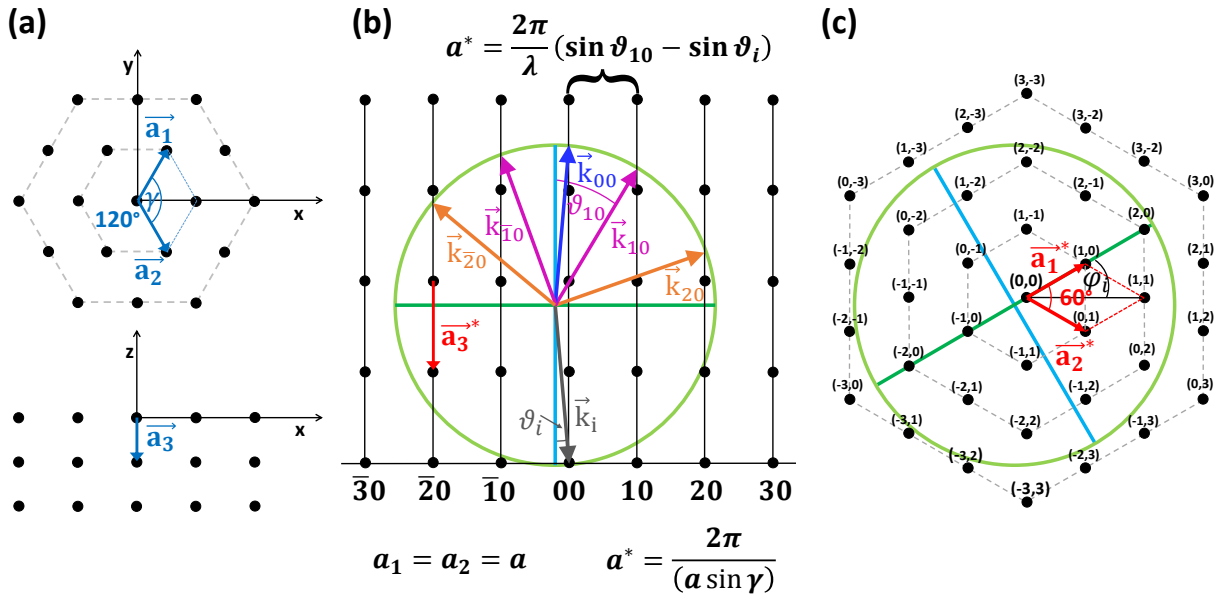 (a)
y
a₁
γ
120°
x
a₂
z
x
a₃
(b)
a* = 2π/λ (sin ϑ₁₀ − sin ϑᵢ)
k₀₀
ϑ₁₀
k₁̅₀
k₁₀
k₂̅₀
k₂₀
a₃*
ϑᵢ
kᵢ
3̅0 2̅0 1̅0 00 10 20 30
a₁ = a₂ = a
a* = 2π/(a sin γ)
(c)
(3,-3)
(2,-3) (3,-2)
(1,-3) (2,-2) (3,-2)
(0,-3) (1,-2) (2,-1) (3,0)
(0,-2) (1,-1) (2,0)
(-1,-2) (0,-1) (1,0) (2,1)
a₁*
φᵢ
(-1,-1) (0,0) 60° (1,1)
(-2,-1) (-1,0) (0,1) (1,2)
a₂*
(-2,0) (-1,1) (0,2)
(-3,0) (-2,1) (-1,2) (0,3)
(-3,1) (-2,2) (-1,3)
(-3,2) (-2,3)
(-3,3)